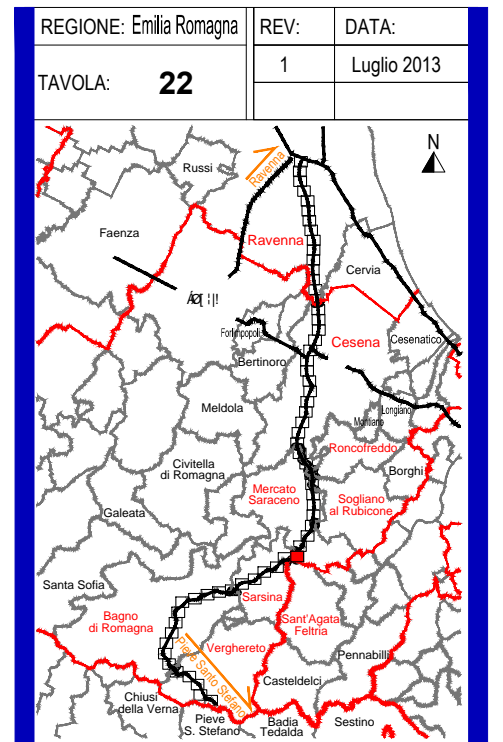 REGIONE: Emilia Romagna
REV:
DATA:
TAVOLA: 22
1
Luglio 2013
N
Russi
Ravenna
Faenza
Ravenna
Cervia
Forlimpopoli
Cesena
Cesenatico
Bertinoro
Meldola
Longiano
Montiano
Roncofreddo
Civitella
di Romagna
Borghi
Mercato
Saraceno
Sogliano
al Rubicone
Galeata
Santa Sofia
Sarsina
Bagno
di Romagna
Sant'Agata
Feltria
Verghereto
Pieve Santo Stefano
Pennabilli
Casteldelci
Chiusi
della Verna
Pieve
S. Stefano
Badia
Tedalda
Sestino